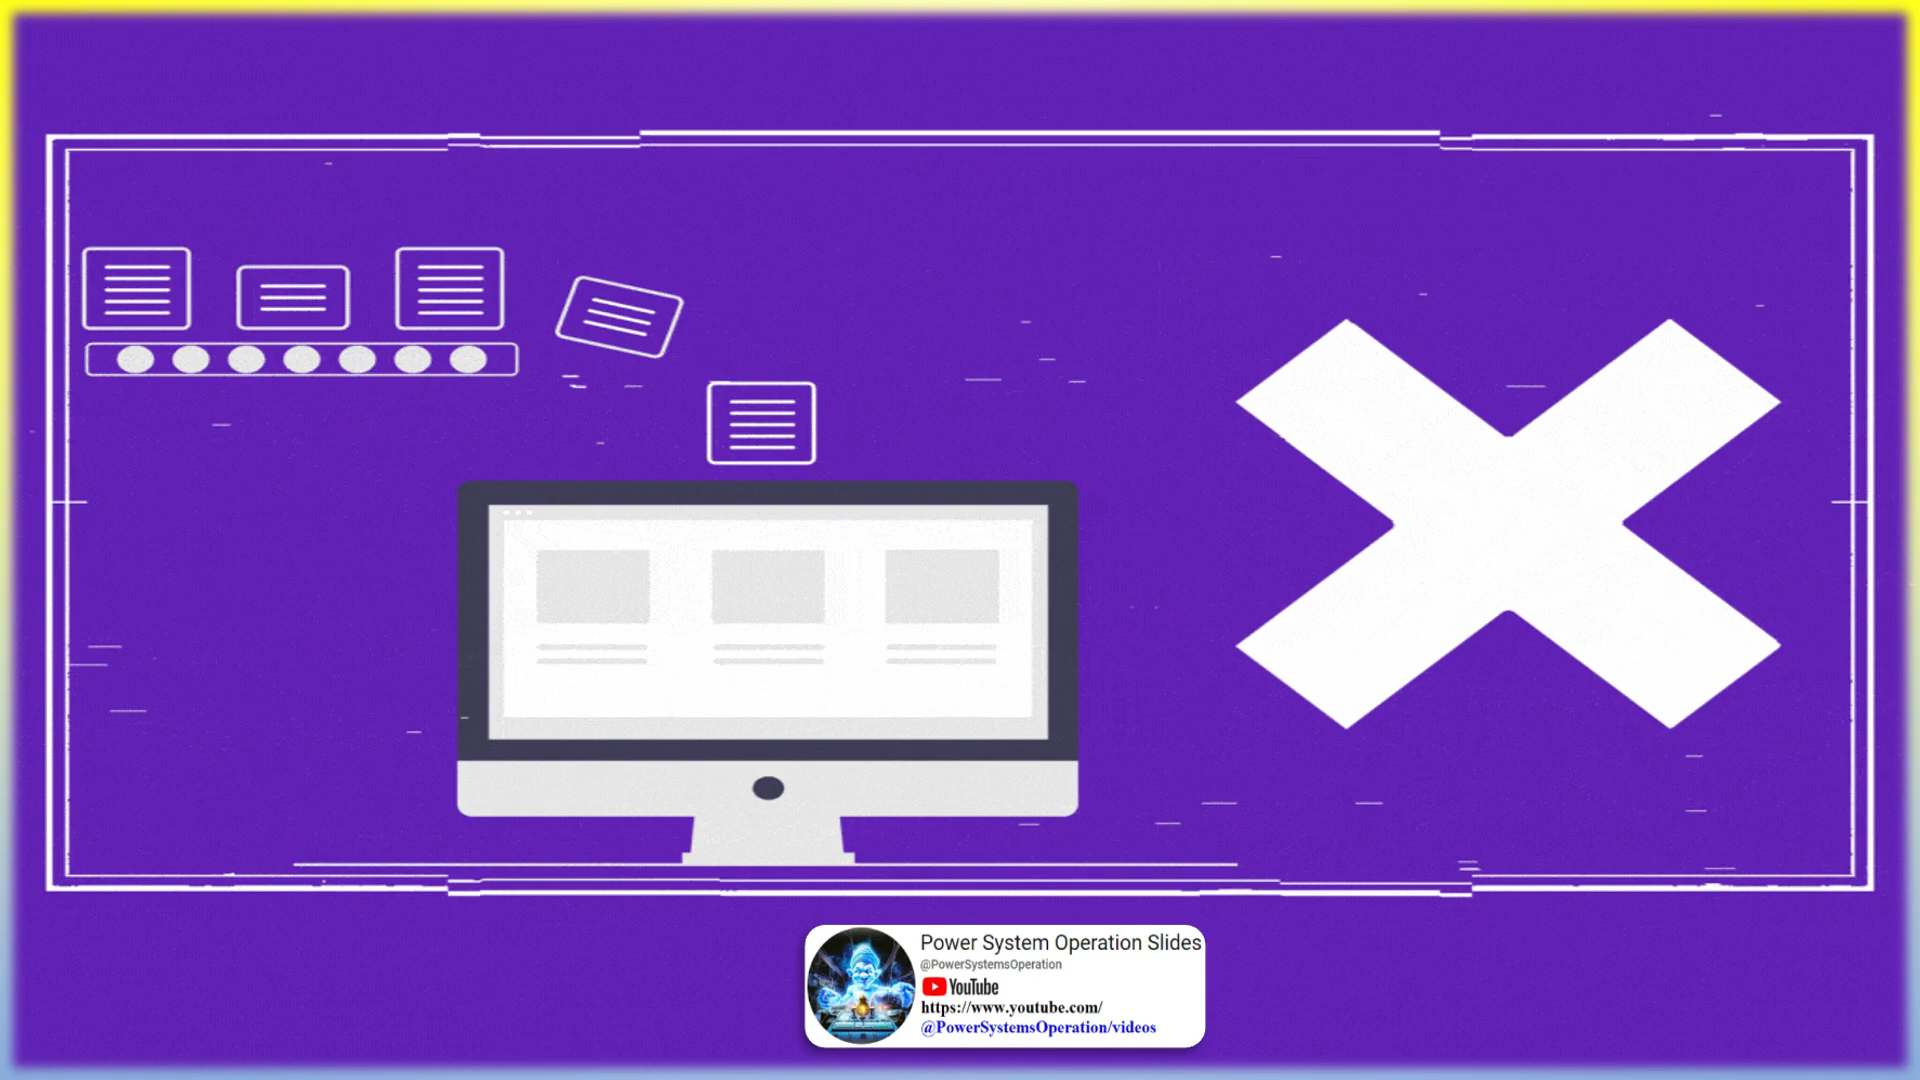 Power System Operation Slides
@PowerSystemsOperation
YouTube
https://www.youtube.com/
@PowerSystemsOperation/videos